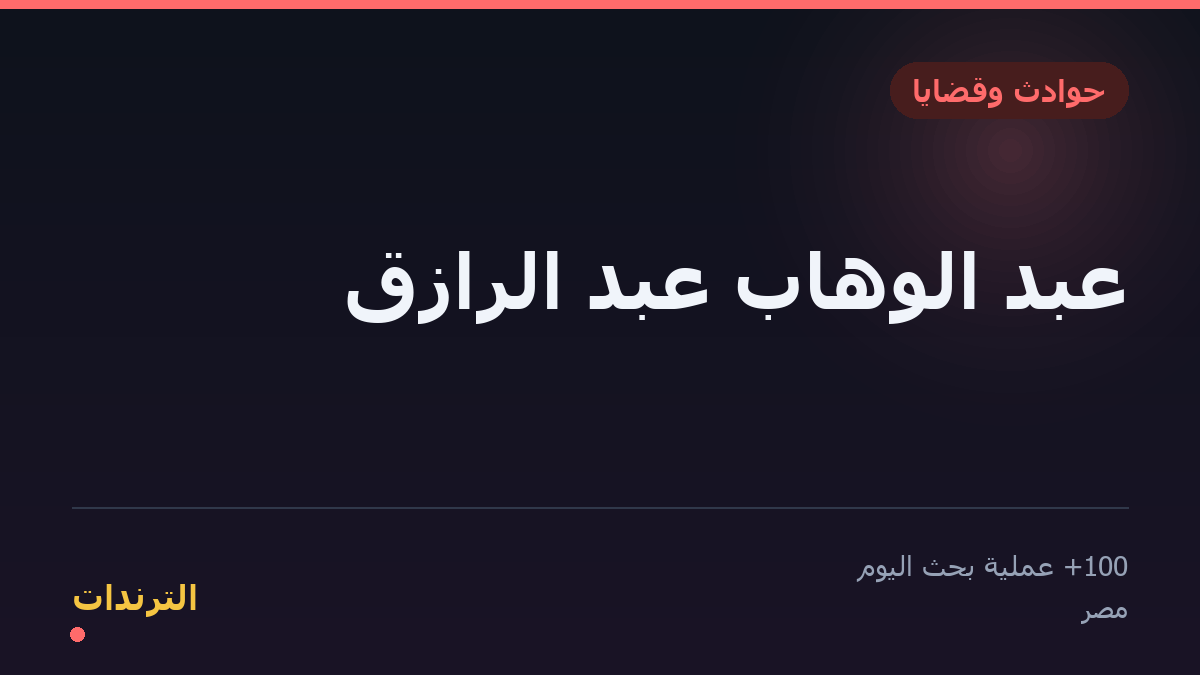 حوادث وقضايا
عبد الوهاب عبد الرازق
100+ عملية بحث اليوم
مصر
الترندات